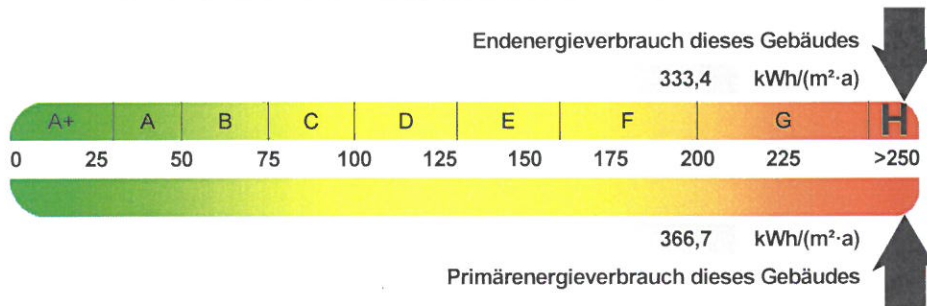 Endenergieverbrauch dieses Gebäudes
333,4 kWh/(m²·a)
A+ A B C D E F G H
0 25 50 75 100 125 150 175 200 225 >250
366,7 kWh/(m²·a)
Primärenergieverbrauch dieses Gebäudes